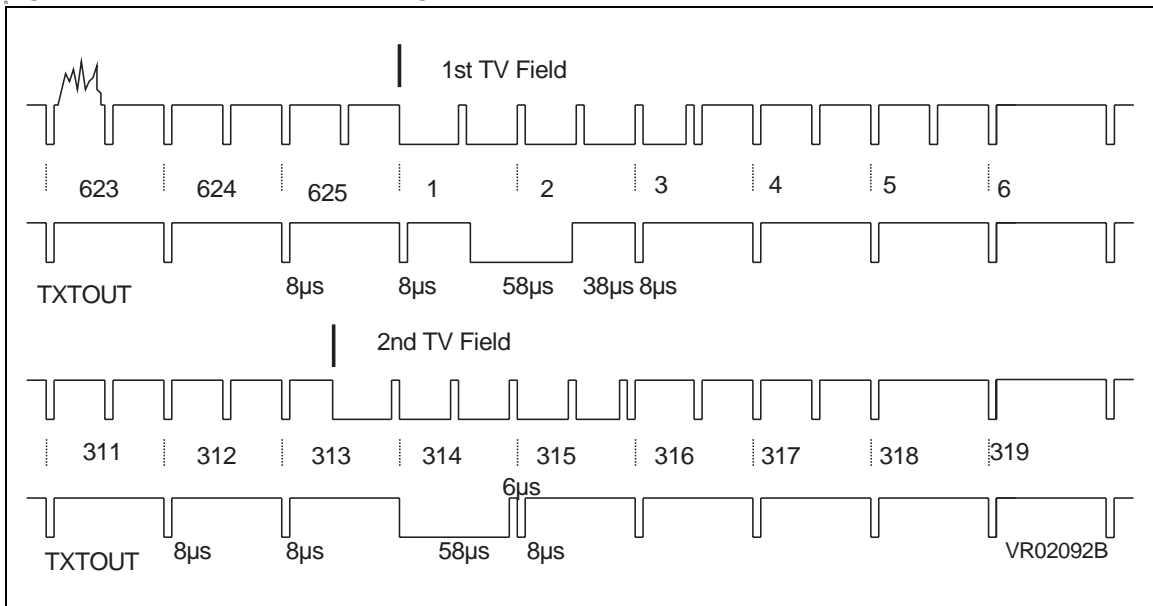 1st TV Field
623 624 625 1 2 3 4 5 6
TXTOUT 8µs 8µs 58µs 38µs 8µs
2nd TV Field
311 312 313 314 315 316 317 318 319
6µs
TXTOUT 8µs 8µs 58µs 8µs VR02092B